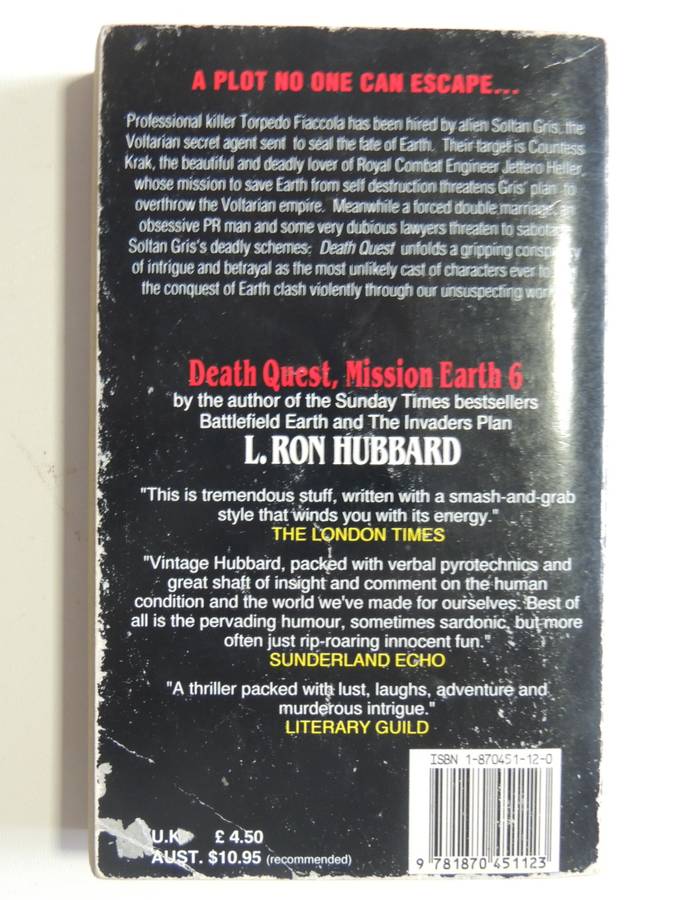 A PLOT NO ONE CAN ESCAPE...
Professional killer Torpedo Fiaccola has been hired by alien Soltan Gris, the
Voltarian secret agent sent to seal the fate of Earth. Their target is Countess
Krak, the beautiful and deadly lover of Royal Combat Engineer Jettero Heller,
whose mission to save Earth from self destruction threatens Gris' plan to
overthrow the Voltarian empire. Meanwhile a forced double marriage, an
obsessive PR man and some very dubious lawyers threaten to
Soltan Gris's deadly schemes: Death Quest unfolds a gripping
of intrigue and betrayal as the most unlikely cast of characters ever
the conquest of Earth clash violently through our unsuspecting
Death Quest, Mission Earth 6
by the author of the Sunday Times bestsellers
Battlefield Earth and The Invaders Plan
L. RON HUBBARD
"This is tremendous stuff, written with a smash-and-grab
style that winds you with its energy."
THE LONDON TIMES
"Vintage Hubbard, packed with verbal pyrotechnics and
great shaft of insight and comment on the human
condition and the world we've made for ourselves. Best of
all is the pervading humour, sometimes sardonic, but more
often just rip-roaring innocent fun."
SUNDERLAND ECHO
"A thriller packed with lust, laughs, adventure and
murderous intrigue."
LITERARY GUILD
ISBN 1-870451-12-0
U.K. £ 4.50
AUST. $10.95 (recommended)
9 781870 451123